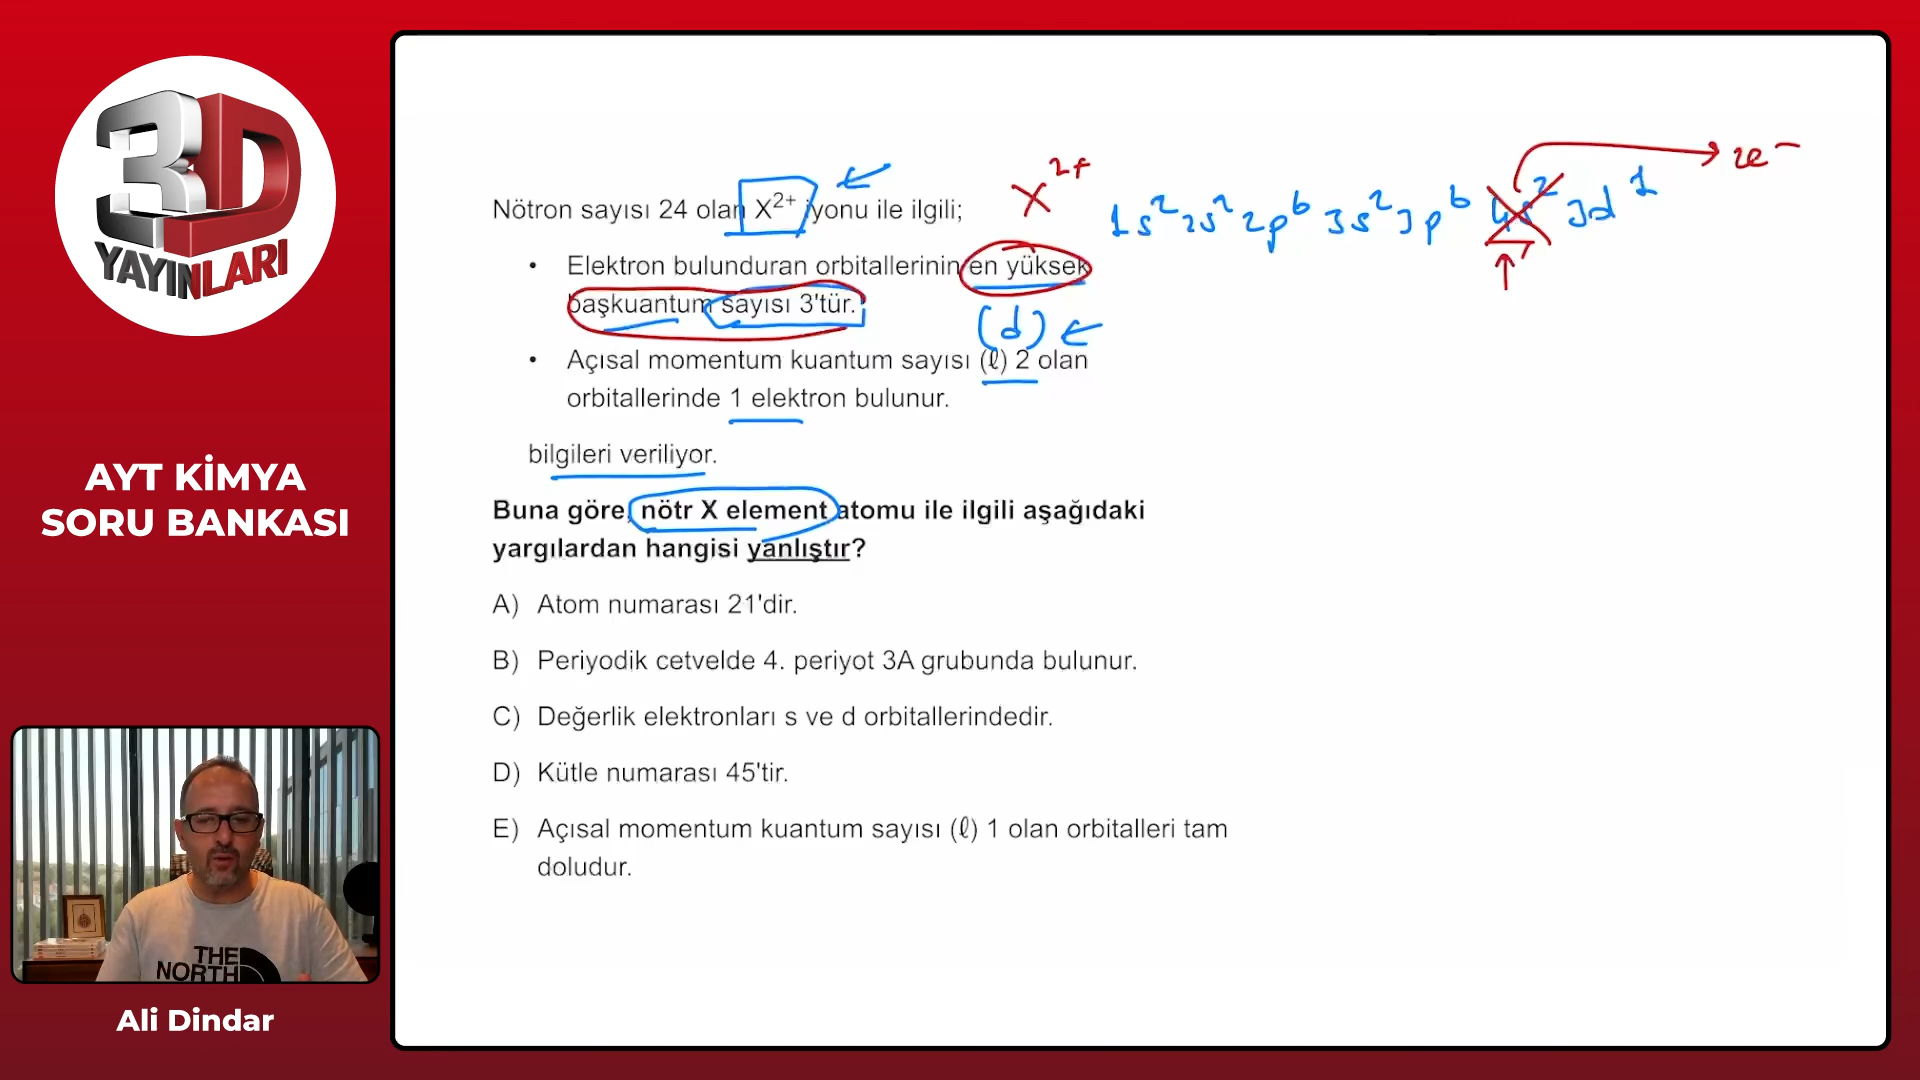 3D
YAYINLARI
AYT KİMYA
SORU BANKASI
THE
NORTH
Ali Dindar
Nötron sayısı 24 olan X²⁺ iyonu ile ilgili;
• Elektron bulunduran orbitallerinin en yüksek
başkuantum sayısı 3'tür.
• Açısal momentum kuantum sayısı (ℓ) 2 olan
orbitallerinde 1 elektron bulunur.
bilgileri veriliyor.
Buna göre, nötr X element atomu ile ilgili aşağıdaki
yargılardan hangisi yanlıştır?
A) Atom numarası 21'dir.
B) Periyodik cetvelde 4. periyot 3A grubunda bulunur.
C) Değerlik elektronları s ve d orbitallerindedir.
D) Kütle numarası 45'tir.
E) Açısal momentum kuantum sayısı (ℓ) 1 olan orbitalleri tam
doludur.
X²⁺ 1s² 2s² 2p⁶ 3s² 3p⁶ 4s² 3d¹
2e⁻
(d)